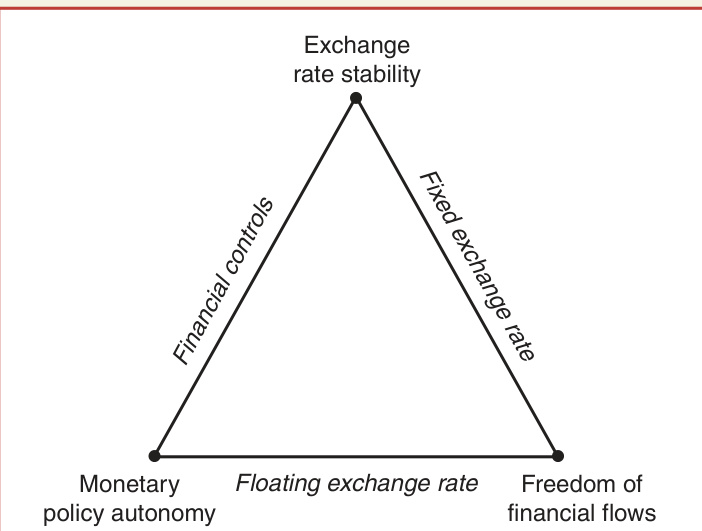 Exchange
rate stability
Financial controls
Fixed exchange rate
Monetary
policy autonomy
Floating exchange rate
Freedom of
financial flows